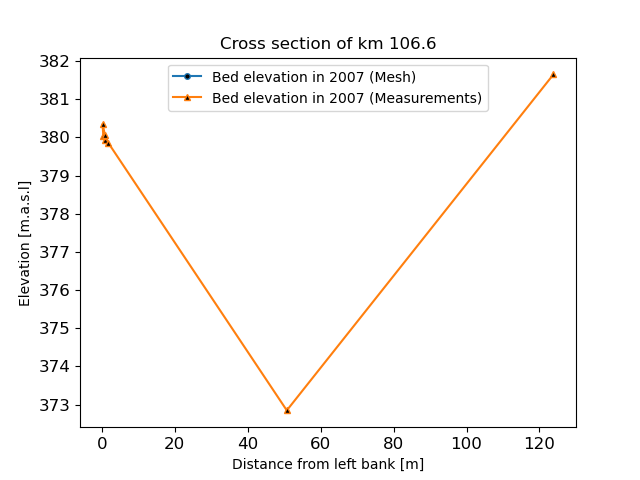 Cross section of km 106.6
Bed elevation in 2007 (Mesh)
Bed elevation in 2007 (Measurements)
382
381
380
379
378
377
376
375
374
373
Elevation [m.a.s.l]
0 20 40 60 80 100 120
Distance from left bank [m]